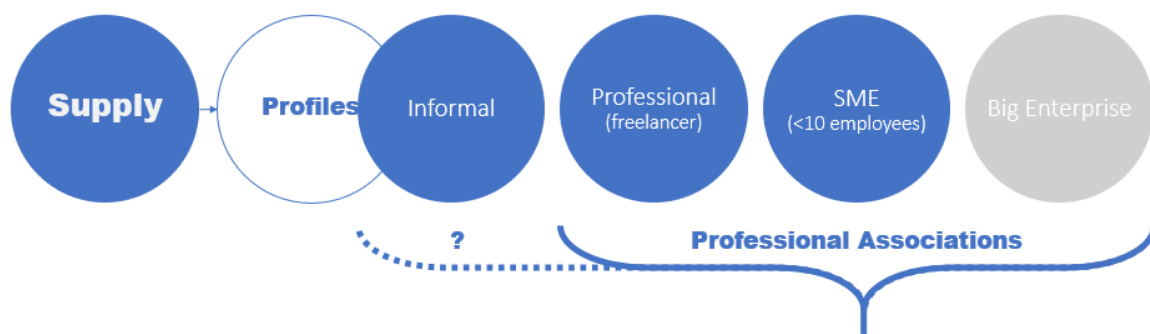 Supply
Profiles
Informal
Professional
(freelancer)
SME
(<10 employees)
Big Enterprise
?
Professional Associations